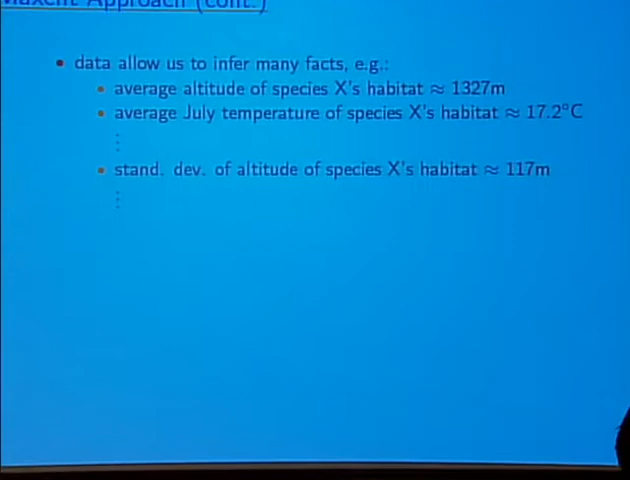 Maxent Approach (cont.)
• data allow us to infer many facts, e.g.:
• average altitude of species X's habitat ≈ 1327m
• average July temperature of species X's habitat ≈ 17.2°C
⋮
• stand. dev. of altitude of species X's habitat ≈ 117m
⋮